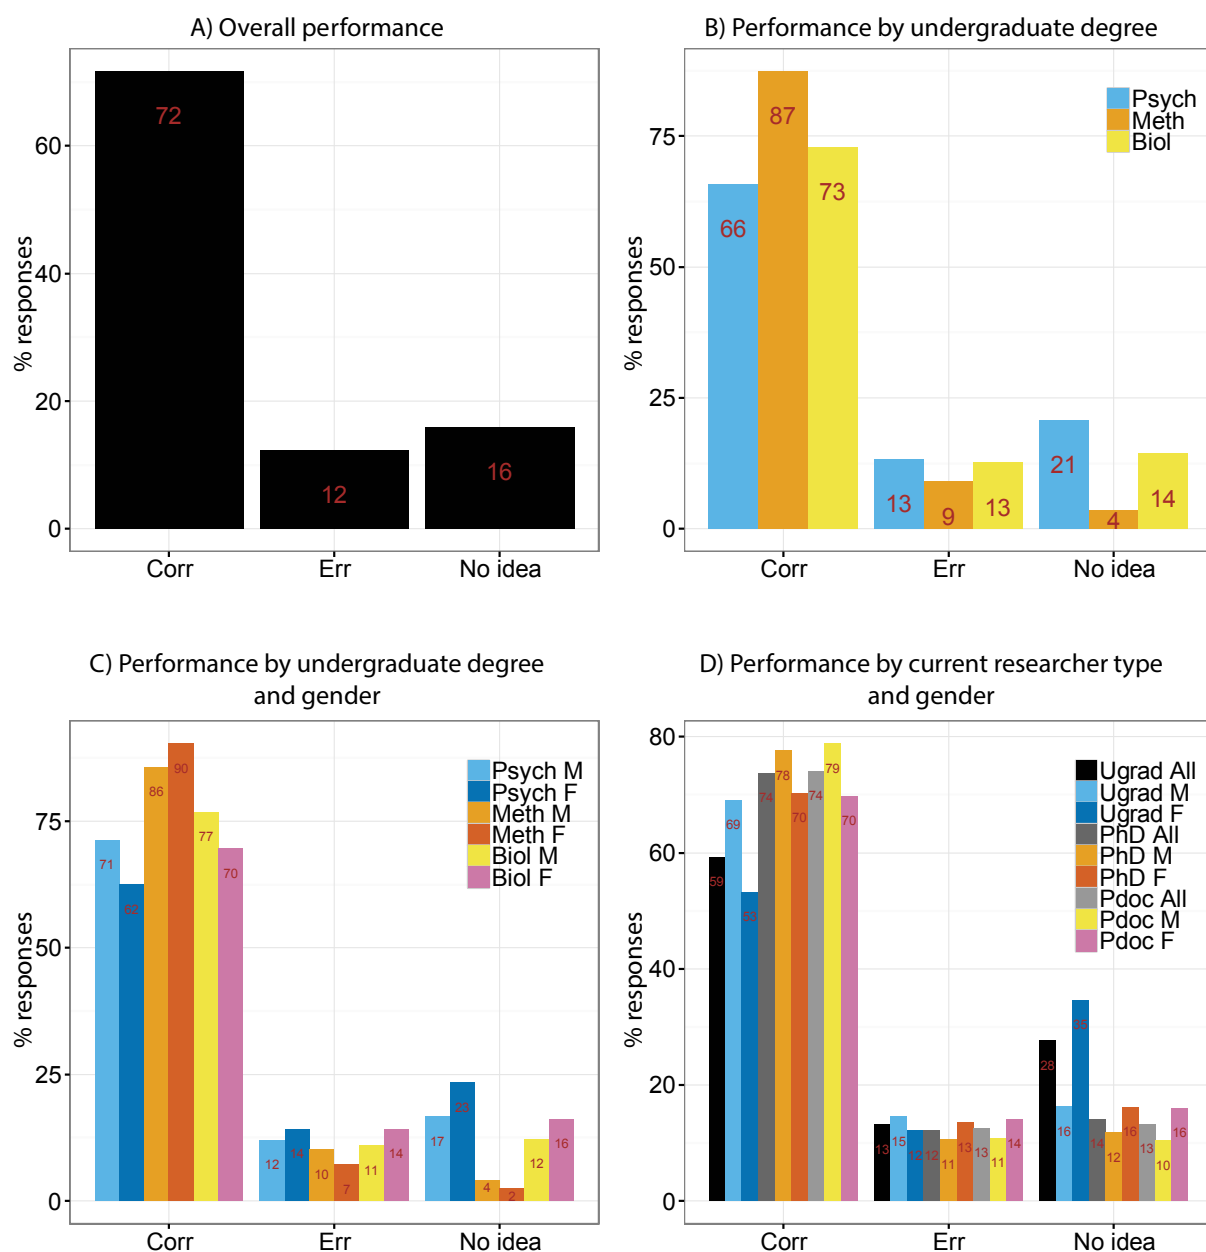 A) Overall performance
% responses
60
40
20
0
72
12
16
Corr Err No idea
B) Performance by undergraduate degree
% responses
75
50
25
0
Psych
Meth
Biol
66
87
73
13
9
13
21
4
14
Corr Err No idea
C) Performance by undergraduate degree
and gender
% responses
75
50
25
0
Psych M
Psych F
Meth M
Meth F
Biol M
Biol F
71
62
86
90
77
70
12
14
10
7
11
14
17
23
4
2
12
16
Corr Err No idea
D) Performance by current researcher type
and gender
% responses
80
60
40
20
0
Ugrad All
Ugrad M
Ugrad F
PhD All
PhD M
PhD F
Pdoc All
Pdoc M
Pdoc F
59
69
53
74
78
70
74
79
70
13
15
12
12
11
13
13
11
14
28
16
35
14
12
16
13
10
16
Corr Err No idea